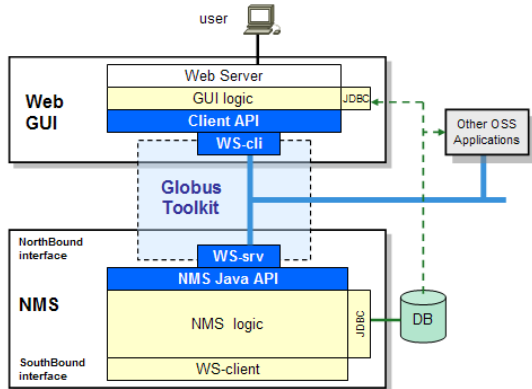 user
Web Server
GUI logic
JDBC
Web
GUI
Client API
WS-cli
Other OSS
Applications
Globus
Toolkit
NorthBound
interface
WS-srv
NMS Java API
NMS
NMS logic
JDBC
DB
SouthBound
interface
WS-client